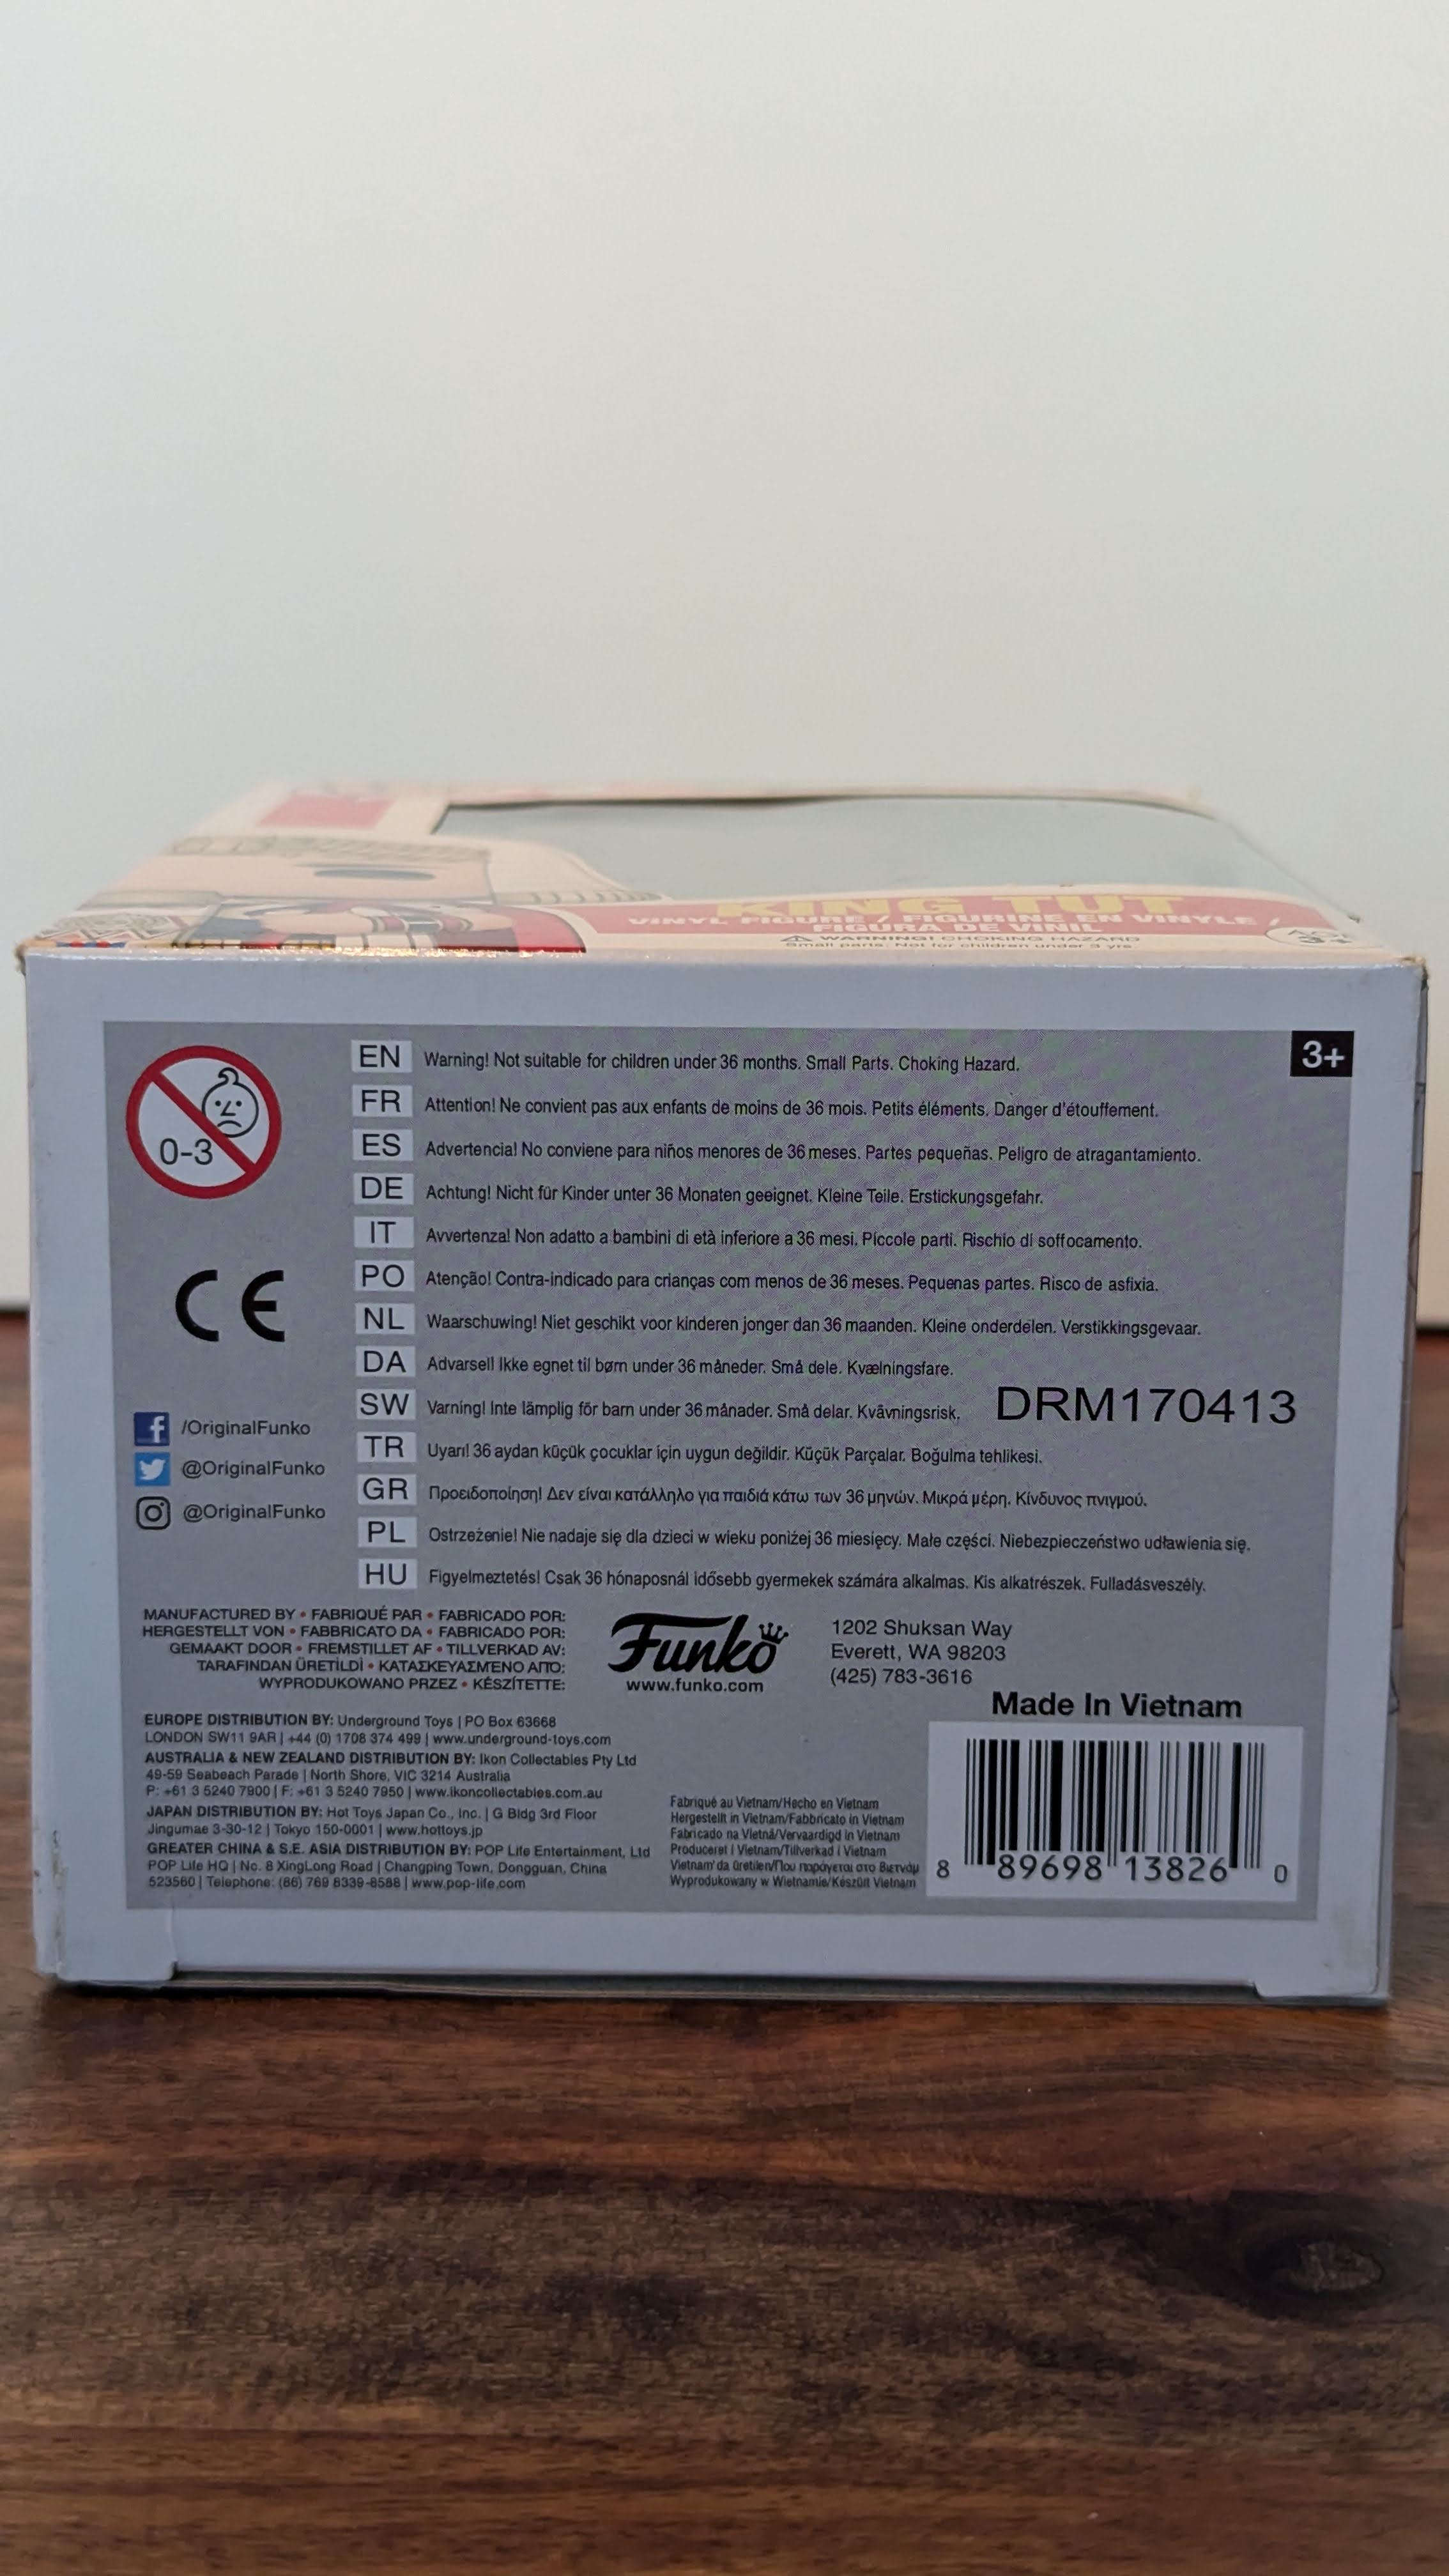 KING TUT
VINYL FIGURE / FIGURINE EN VINYLE /
FIGURA DE VINIL
WARNING! CHOKING HAZARD
Small parts. Not for children under 3 yrs
AGE
3+
EN Warning! Not suitable for children under 36 months. Small Parts. Choking Hazard.
3+
0-3
FR Attention! Ne convient pas aux enfants de moins de 36 mois. Petits éléments. Danger d'étouffement.
ES Advertencia! No conviene para niños menores de 36 meses. Partes pequeñas. Peligro de atragantamiento.
DE Achtung! Nicht für Kinder unter 36 Monaten geeignet. Kleine Teile. Erstickungsgefahr.
IT Avvertenza! Non adatto a bambini di età inferiore a 36 mesi. Piccole parti. Rischio di soffocamento.
PO Atenção! Contra-indicado para crianças com menos de 36 meses. Pequenas partes. Risco de asfixia.
CE
NL Waarschuwing! Niet geschikt voor kinderen jonger dan 36 maanden. Kleine onderdelen. Verstikkingsgevaar.
DA Advarsel! Ikke egnet til børn under 36 måneder. Små dele. Kvælningsfare.
SW Varning! Inte lämplig för barn under 36 månader. Små delar. Kvävningsrisk.
DRM170413
TR Uyarı! 36 aydan küçük çocuklar için uygun değildir. Küçük Parçalar. Boğulma tehlikesi.
GR Προειδοποίηση! Δεν είναι κατάλληλο για παιδιά κάτω των 36 μηνών. Μικρά μέρη. Κίνδυνος πνιγμού.
PL Ostrzeżenie! Nie nadaje się dla dzieci w wieku poniżej 36 miesięcy. Małe części. Niebezpieczeństwo udławienia się.
HU Figyelmeztetés! Csak 36 hónaposnál idősebb gyermekek számára alkalmas. Kis alkatrészek. Fulladásveszély.
/OriginalFunko
@OriginalFunko
@OriginalFunko
MANUFACTURED BY • FABRIQUÉ PAR • FABRICADO POR:
HERGESTELLT VON • FABBRICATO DA • FABRICADO POR:
GEMAAKT DOOR • FREMSTILLET AF • TILLVERKAD AV:
TARAFINDAN ÜRETİLDİ • ΚΑΤΑΣΚΕΥΑΣΜΈΝΟ ΑΠΌ:
WYPRODUKOWANO PRZEZ • KÉSZÍTETTE:
Funko
www.funko.com
1202 Shuksan Way
Everett, WA 98203
(425) 783-3616
Made In Vietnam
EUROPE DISTRIBUTION BY: Underground Toys | PO Box 63668
LONDON SW11 9AR | +44 (0) 1708 374 499 | www.underground-toys.com
AUSTRALIA & NEW ZEALAND DISTRIBUTION BY: Ikon Collectables Pty Ltd
49-59 Seabeach Parade | North Shore, VIC 3214 Australia
P: +61 3 5240 7900 | F: +61 3 5240 7950 | www.ikoncollectables.com.au
JAPAN DISTRIBUTION BY: Hot Toys Japan Co., Inc. | G Bldg 3rd Floor
Jingumae 3-30-12 | Tokyo 150-0001 | www.hottoys.jp
GREATER CHINA & S.E. ASIA DISTRIBUTION BY: POP Life Entertainment, Ltd
POP Life HQ | No. 8 XingLong Road | Changping Town, Dongguan, China
523560 | Telephone: (86) 769 8339-8588 | www.pop-life.com
Fabriqué au Vietnam/Hecho en Vietnam
Hergestellt in Vietnam/Fabbricato in Vietnam
Fabricado na Vietnã/Vervaardigd in Vietnam
Produceret i Vietnam/Tillverkad i Vietnam
Vietnam'da üretilen/Που παράγεται στο Βιετνάμ
Wyprodukowany w Wietnamie/Készült Vietnam
8 89698 13826 0